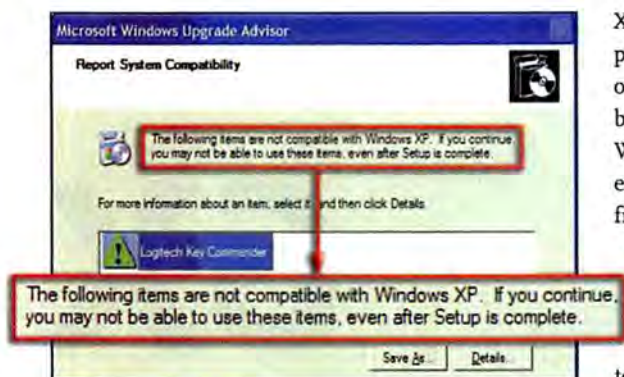 Microsoft Windows Upgrade Advisor
Report System Compatibility
The following items are not compatible with Windows XP. If you continue,
you may not be able to use these items, even after Setup is complete.
For more information about an item, select it and then click Details.
Logitech Key Commander
The following items are not compatible with Windows XP. If you continue,
you may not be able to use these items, even after Setup is complete.
Save As...
Details...